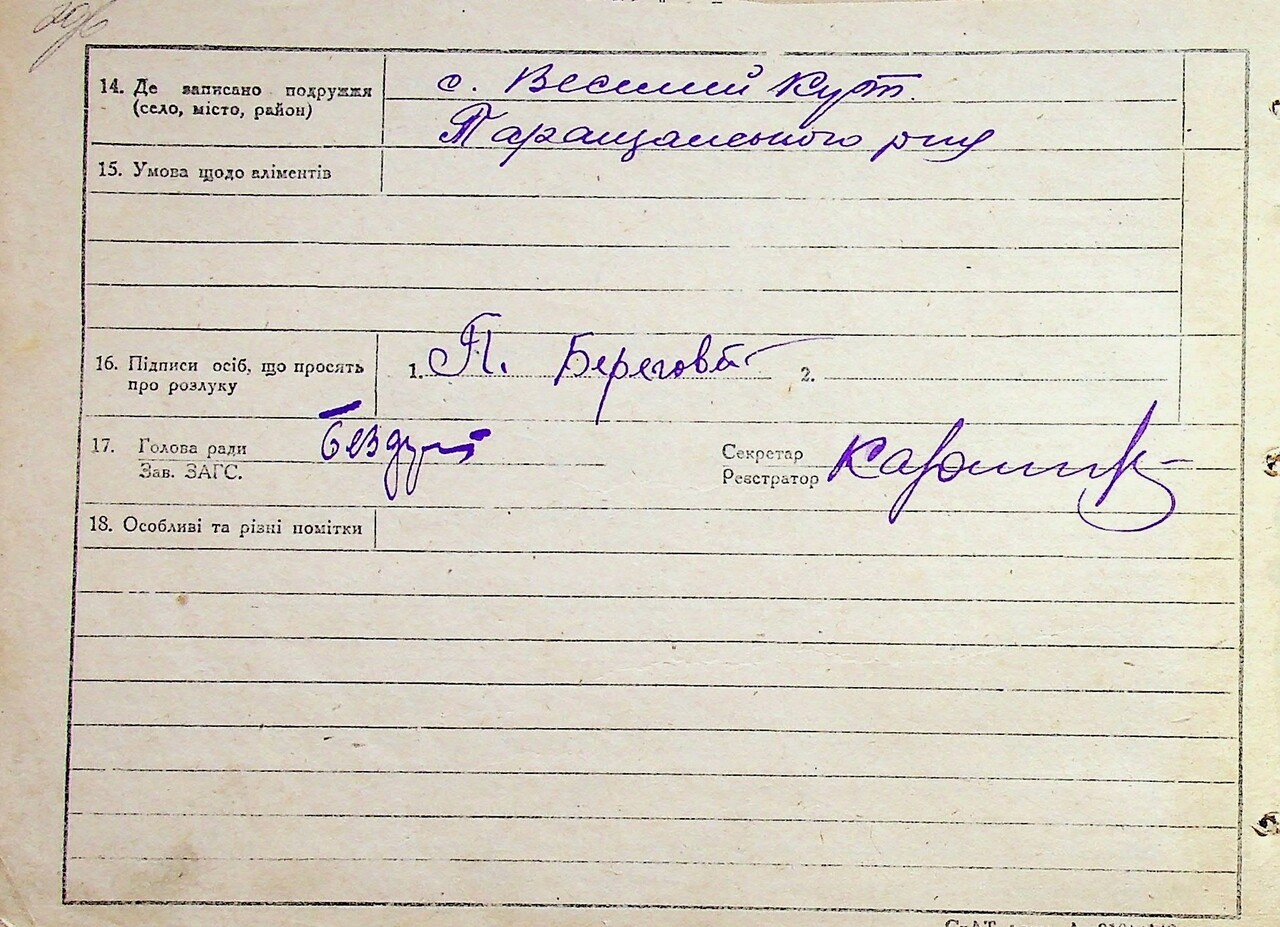 14. Де записано подружжя
(село, місто, район)
с. Веселий Кут
Таращанського р-ну
15. Умова щодо аліментів
16. Підписи осіб, що просять
про розлуку
1. П. Берегова
2.
17. Голова ради
Зав. ЗАГС.
Секретар
Реєстратор
18. Особливі та різні помітки